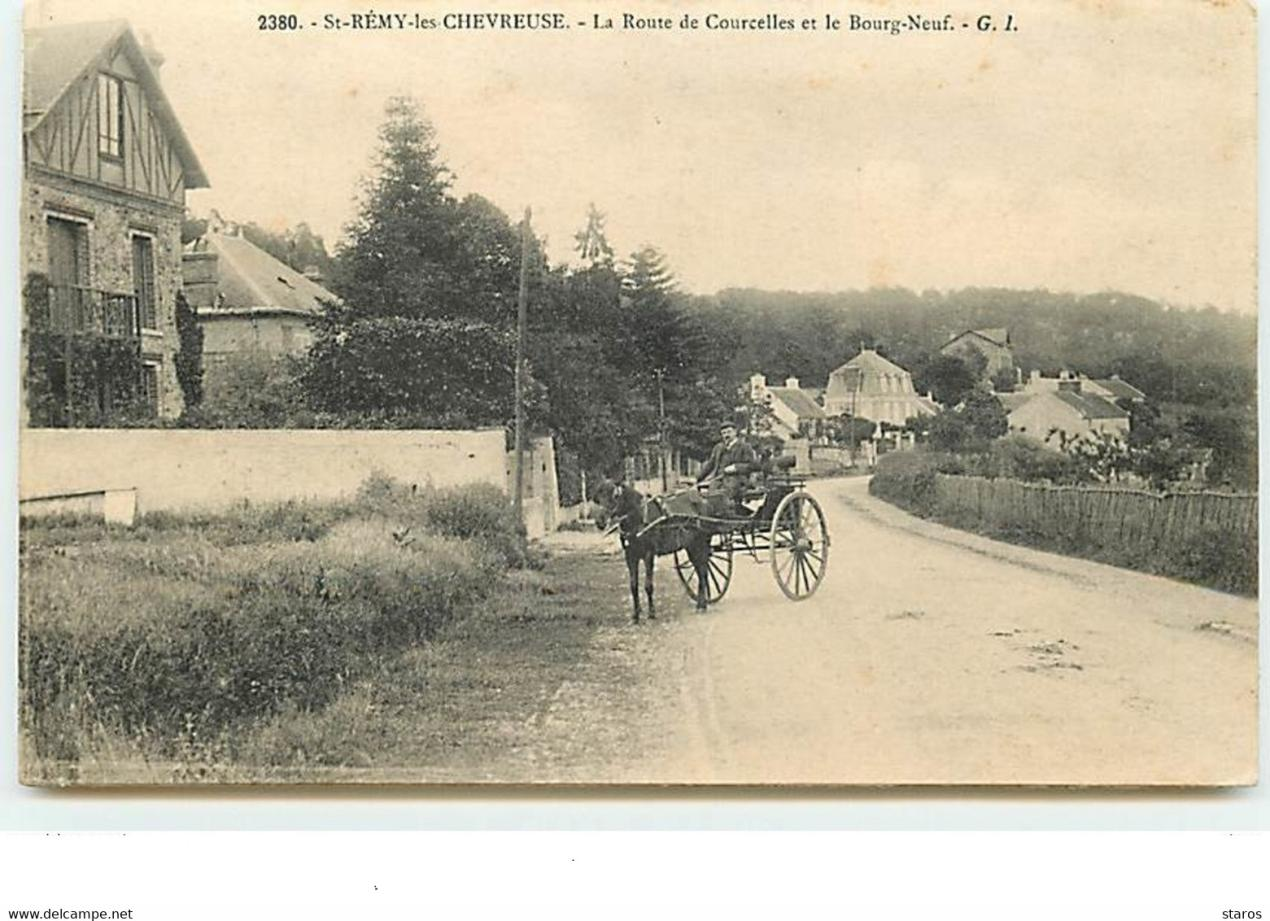 2380. - St-RÉMY-les-CHEVREUSE. - La Route de Courcelles et le Bourg-Neuf. - G. I.
www.delcampe.net
staros